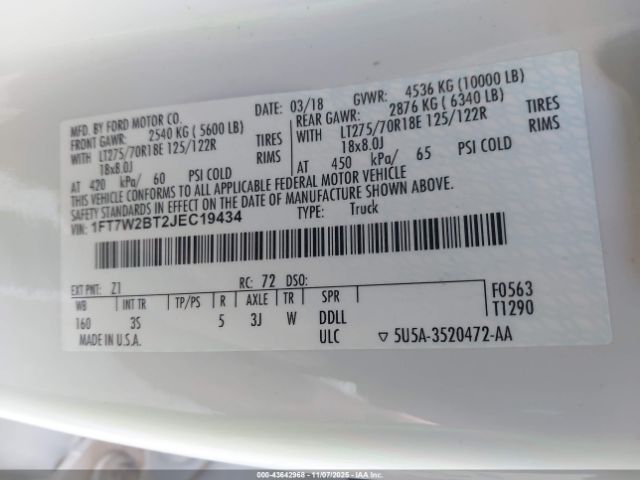 MFD. BY FORD MOTOR CO.
DATE: 03/18
GVWR: 4536 KG (10000 LB)
FRONT GAWR: 2540 KG (5600 LB)
REAR GAWR: 2876 KG (6340 LB)
WITH LT275/70R18E 125/122R TIRES
WITH LT275/70R18E 125/122R TIRES
18x8.0J RIMS
18x8.0J RIMS
AT 420 kPa/ 60 PSI COLD
AT 450 kPa/ 65 PSI COLD
THIS VEHICLE CONFORMS TO ALL APPLICABLE FEDERAL MOTOR VEHICLE
SAFETY STANDARDS IN EFFECT ON THE DATE OF MANUFACTURE SHOWN ABOVE.
VIN: 1FT7W2BT2JEC19434
TYPE: Truck
EXT PNT: Z1 RC: 72 DSO:
WB INT TR TP/PS R AXLE TR SPR
160 3S 5 3J W DDLL
F0563
T1290
MADE IN U.S.A. ULC ▽ 5U5A-3520472-AA
000-43642968 - 11/07/2025 - IAAI.CA